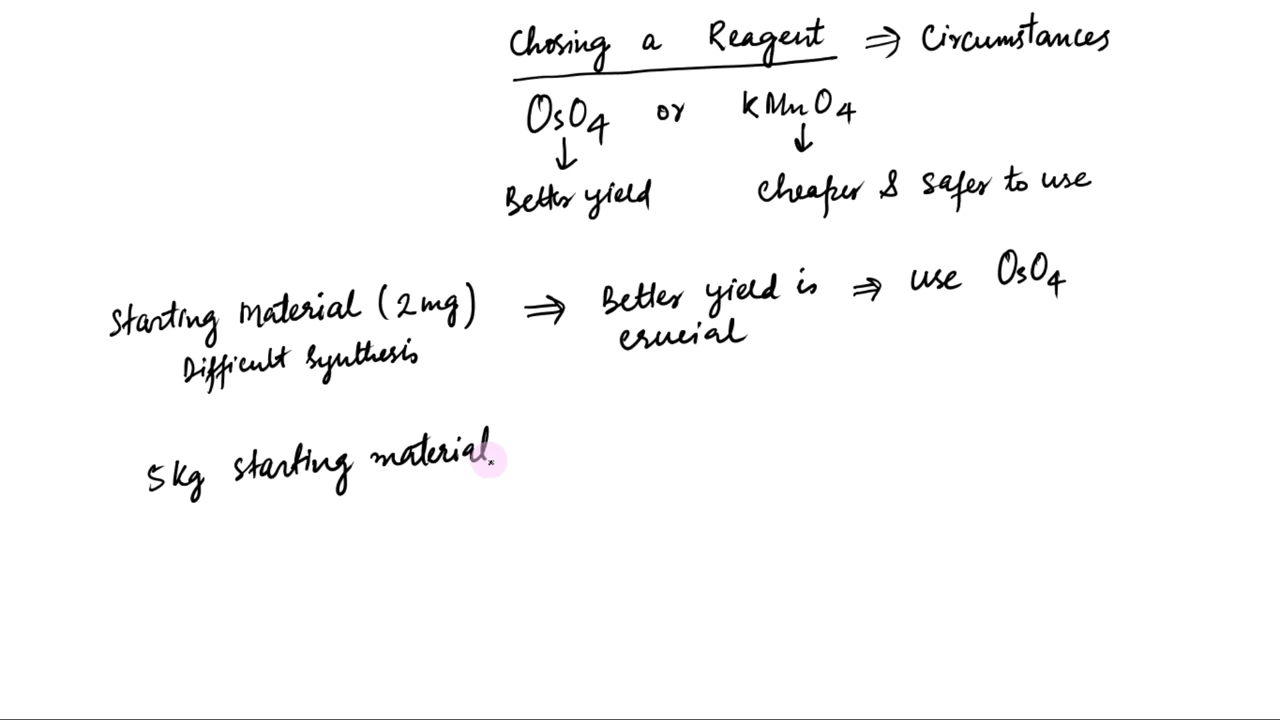 Chosing a Reagent ⇒ Circumstances
OsO4 or KMnO4
↓ ↓
Better yield cheaper & safer to use
Starting Material (2mg) ⇒ Better yield is ⇒ use OsO4
Difficult synthesis crucial
5kg starting material